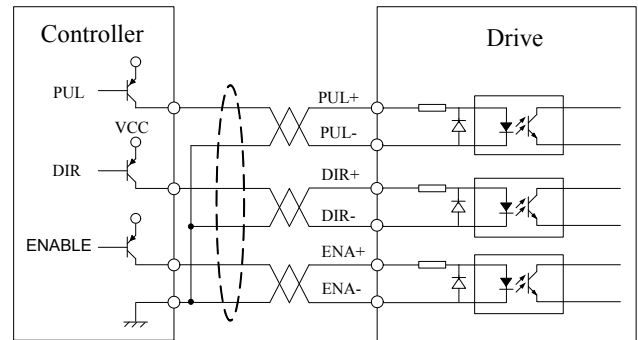 Controller
Drive
PUL
PUL+
PUL-
VCC
DIR
DIR+
DIR-
ENABLE
ENA+
ENA-